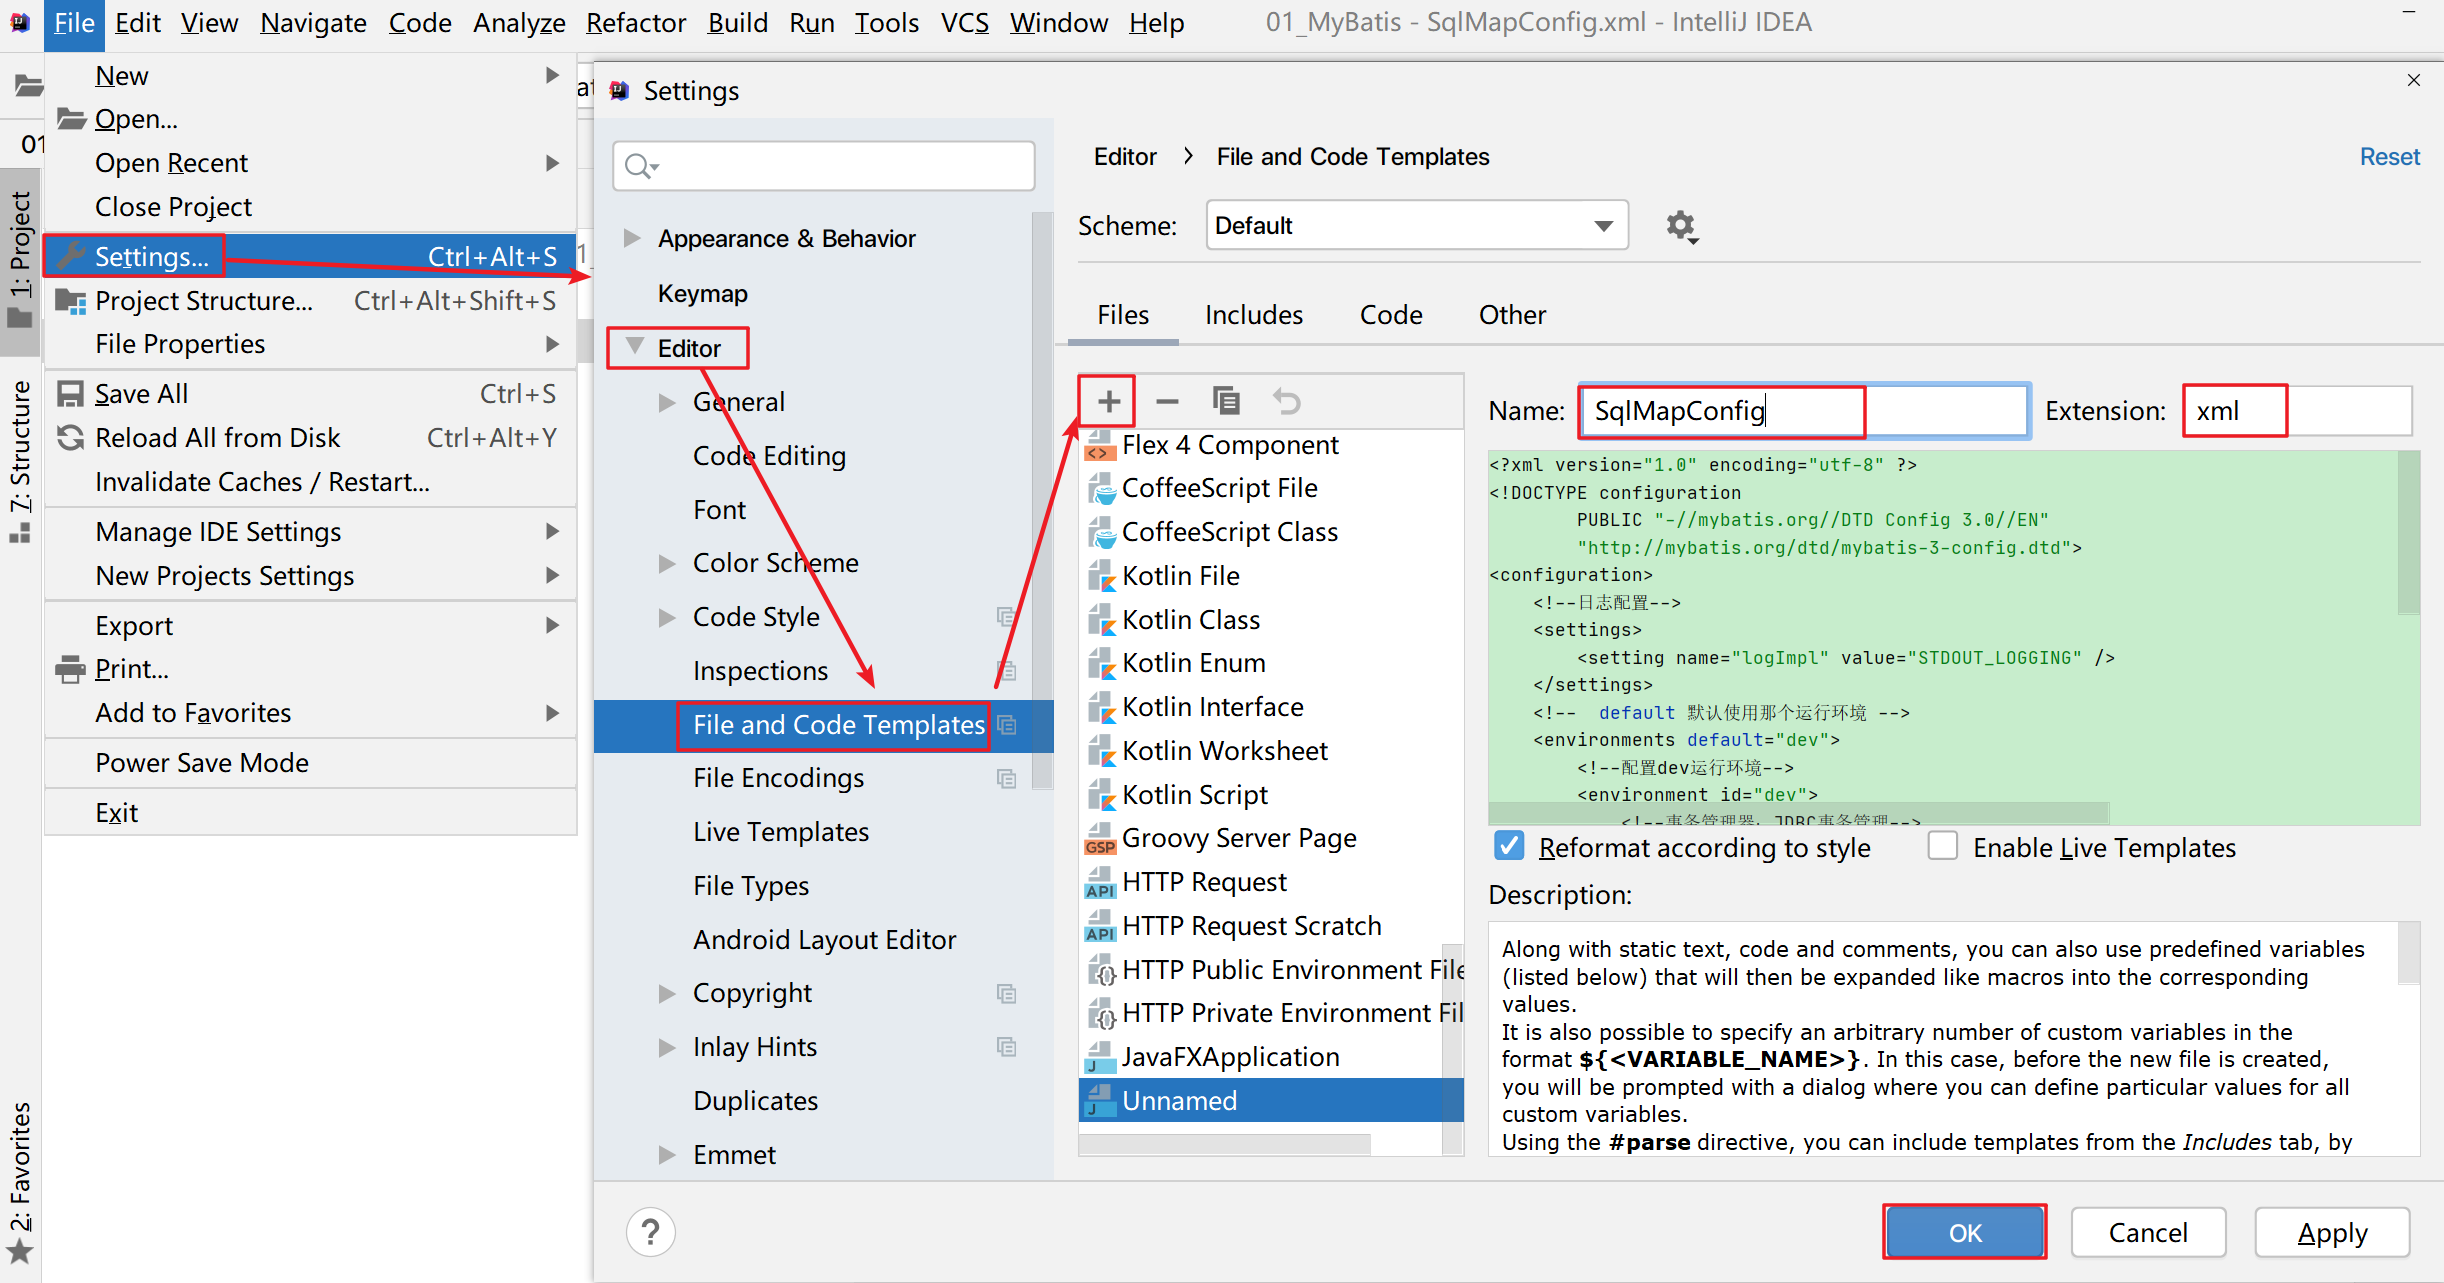 File Edit View Navigate Code Analyze Refactor Build Run Tools VCS Window Help 01_MyBatis - SqlMapConfig.xml - IntelliJ IDEA
New
Open...
Open Recent
Close Project
Settings... Ctrl+Alt+S
Project Structure... Ctrl+Alt+Shift+S
File Properties
Save All Ctrl+S
Reload All from Disk Ctrl+Alt+Y
Invalidate Caches / Restart...
Manage IDE Settings
New Projects Settings
Export
Print...
Add to Favorites
Power Save Mode
Exit
01
1: Project
7: Structure
2: Favorites
Settings
Appearance & Behavior
Keymap
Editor
General
Code Editing
Font
Color Scheme
Code Style
Inspections
File and Code Templates
File Encodings
Live Templates
File Types
Android Layout Editor
Copyright
Inlay Hints
Duplicates
Emmet
Editor › File and Code Templates
Reset
Scheme: Default
Files Includes Code Other
Flex 4 Component
CoffeeScript File
CoffeeScript Class
Kotlin File
Kotlin Class
Kotlin Enum
Kotlin Interface
Kotlin Worksheet
Kotlin Script
GSP Groovy Server Page
API HTTP Request
API HTTP Request Scratch
HTTP Public Environment File
HTTP Private Environment Fil
JavaFXApplication
Unnamed
Name: SqlMapConfig Extension: xml
<?xml version="1.0" encoding="utf-8" ?>
<!DOCTYPE configuration
PUBLIC "-//mybatis.org//DTD Config 3.0//EN"
"http://mybatis.org/dtd/mybatis-3-config.dtd">
<configuration>
<!--日志配置-->
<settings>
<setting name="logImpl" value="STDOUT_LOGGING" />
</settings>
<!-- default 默认使用那个运行环境 -->
<environments default="dev">
<!--配置dev运行环境-->
<environment id="dev">
<!--事务管理器: JDBC事务管理-->
Reformat according to style Enable Live Templates
Description:
Along with static text, code and comments, you can also use predefined variables
(listed below) that will then be expanded like macros into the corresponding
values.
It is also possible to specify an arbitrary number of custom variables in the
format ${<VARIABLE_NAME>}. In this case, before the new file is created,
you will be prompted with a dialog where you can define particular values for all
custom variables.
Using the #parse directive, you can include templates from the Includes tab, by
? OK Cancel Apply